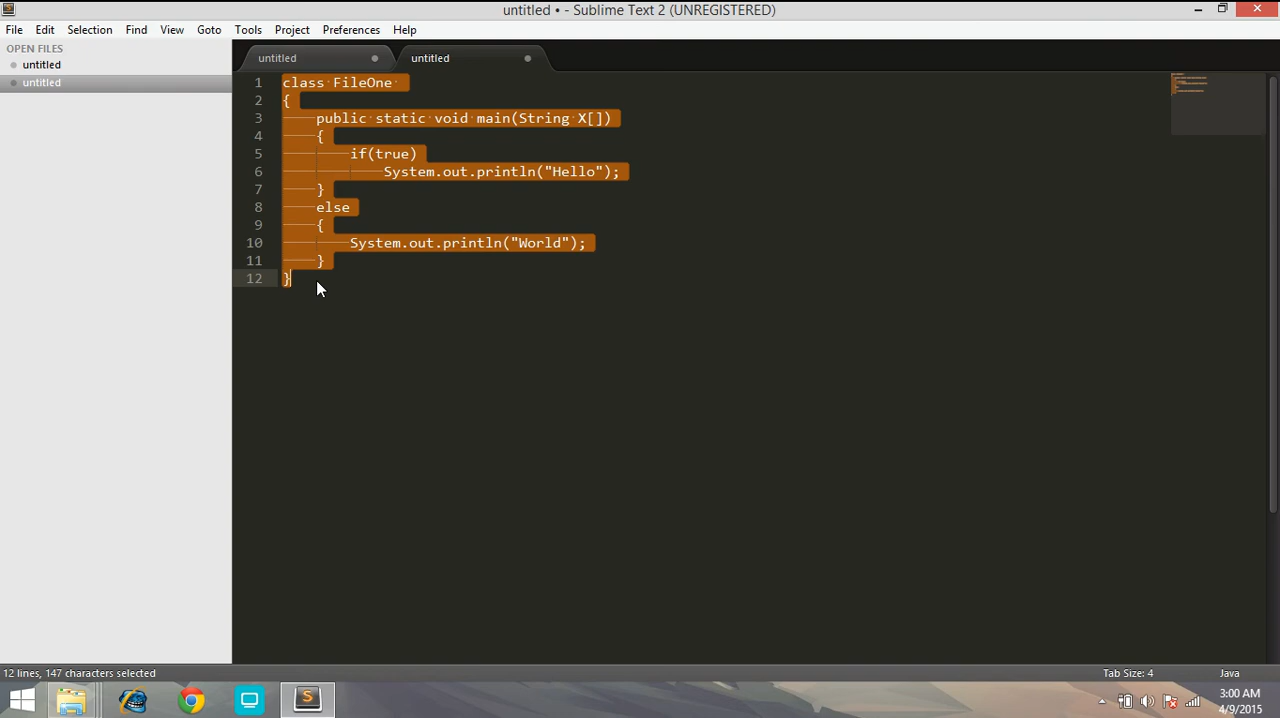 untitled • - Sublime Text 2 (UNREGISTERED)
File Edit Selection Find View Goto Tools Project Preferences Help
OPEN FILES
untitled
untitled
untitled untitled
1 class FileOne
2 {
3 public static void main(String X[])
4 {
5 if(true)
6 System.out.println("Hello");
7 }
8 else
9 {
10 System.out.println("World");
11 }
12 }
12 lines, 147 characters selected Tab Size: 4 Java
3:00 AM
4/9/2015